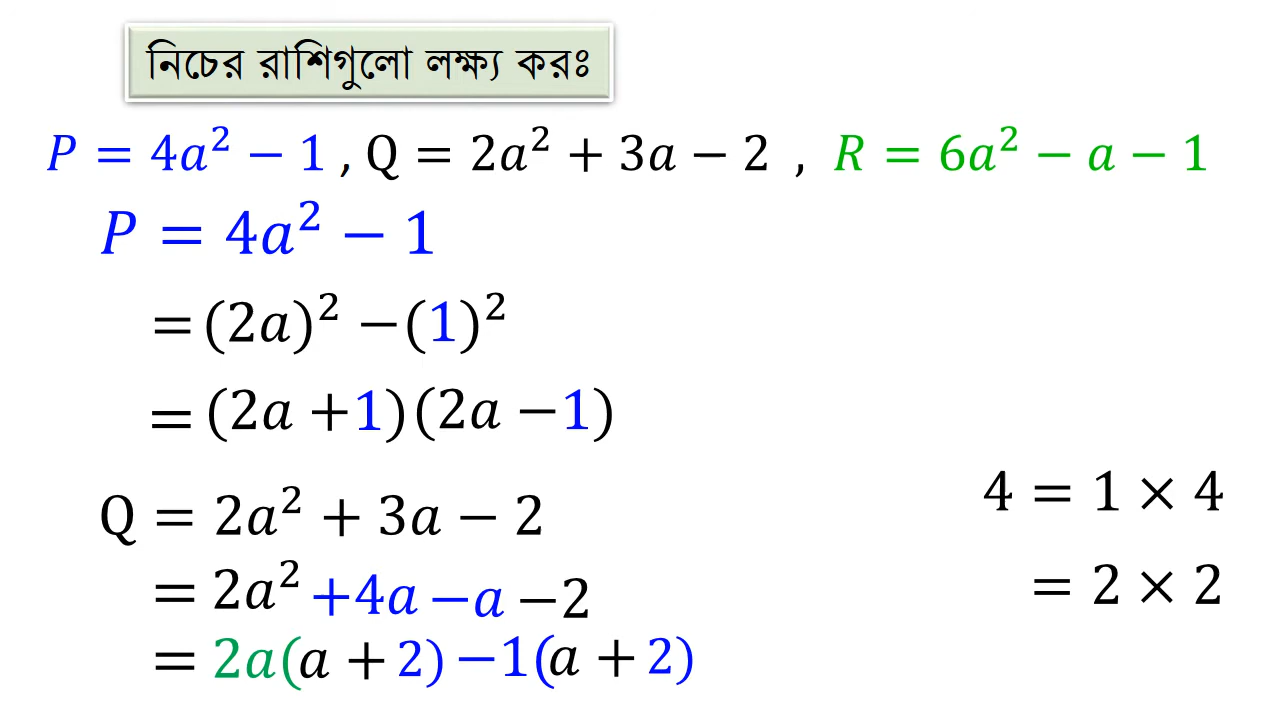 নিচের রাশিগুলো লক্ষ্য করঃ
P = 4a² − 1 , Q = 2a² + 3a − 2 , R = 6a² − a − 1
P = 4a² − 1
= (2a)² − (1)²
= (2a + 1)(2a − 1)
Q = 2a² + 3a − 2
4 = 1 × 4
= 2a² + 4a − a − 2
= 2 × 2
= 2a(a + 2) − 1(a + 2)